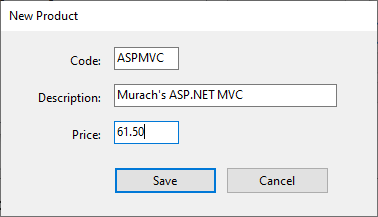 New Product
Code: ASPMVC
Description: Murach's ASP.NET MVC
Price: 61.50
Save Cancel